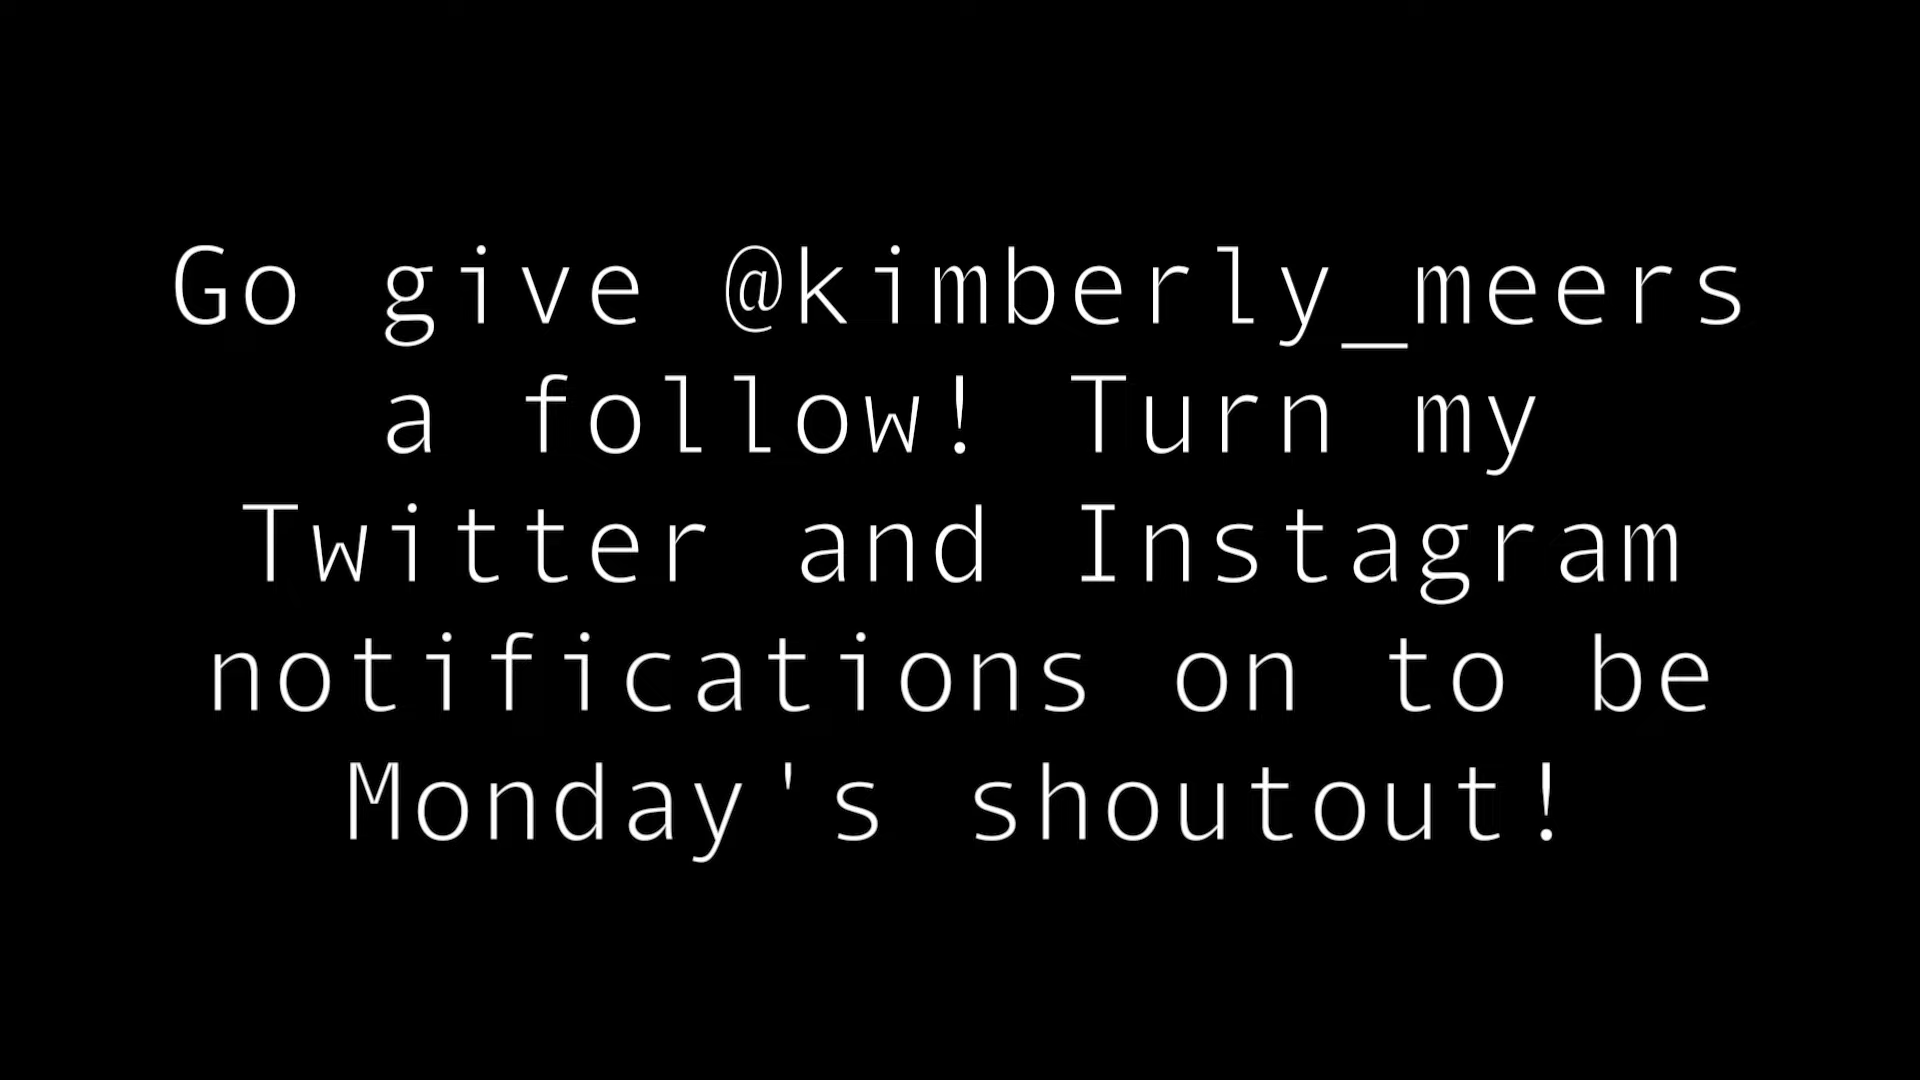 Go give @kimberly_meers
a follow! Turn my
Twitter and Instagram
notifications on to be
Monday's shoutout!